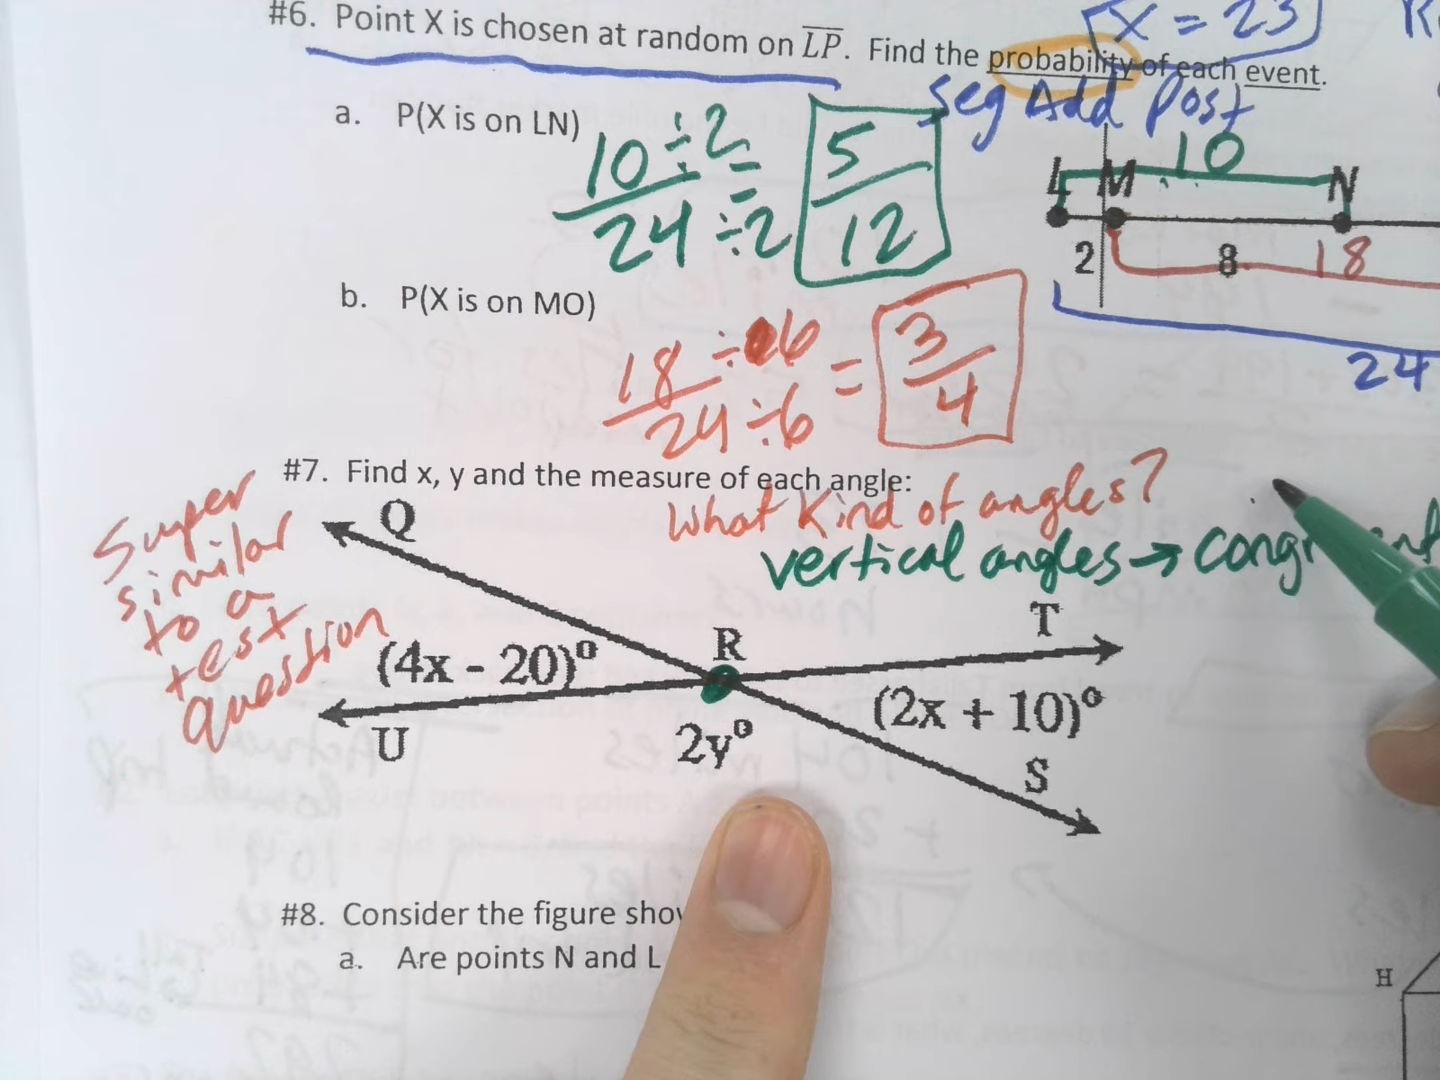 #6. Point X is chosen at random on LP. Find the probability of each event.
x = 23
Seg Add Post
a. P(X is on LN)
10 ÷2 =
24 ÷2
5
12
10
L M N
2 8 18
24
b. P(X is on MO)
18 ÷6 =
24 ÷6
3
4
#7. Find x, y and the measure of each angle:
What kind of angles?
vertical angles → cong
Super
similar
to a
test
question
Q
T
R
(4x - 20)º
(2x + 10)º
U
2yº
S
#8. Consider the figure
a. Are points N and L
H